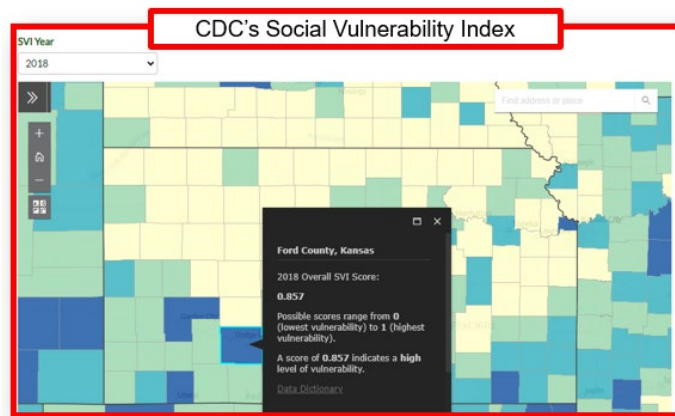 CDC's Social Vulnerability Index
SVI Year
2018
Find address or place
Ford County, Kansas
2018 Overall SVI Score:
0.857
Possible scores range from 0
(lowest vulnerability) to 1 (highest
vulnerability).
A score of 0.857 indicates a high
level of vulnerability.
Data Dictionary